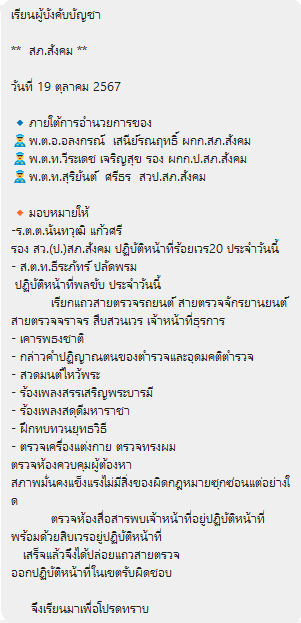 เรียนผู้บังคับบัญชา
** สภ.สังคม **
วันที่ 19 ตุลาคม 2567
🔹ภายใต้การอำนวยการของ
👮พ.ต.อ.อลงกรณ์ เสนีย์รณฤทธิ์ ผกก.สภ.สังคม
👮พ.ต.ท.วีระเดช เจริญสุข รอง ผกก.ป.สภ.สังคม
👮พ.ต.ท.สุริยันต์ ศรีธร สวป.สภ.สังคม
🔸มอบหมายให้
-ร.ต.ต.นันทวุฒิ แก้วศรี
รอง สว.(ป.)สภ.สังคม ปฏิบัติหน้าที่ร้อยเวร20 ประจำวันนี้
- ส.ต.ท.ธีระภัทร์ ปลัดพรม
ปฏิบัติหน้าที่พลขับ ประจำวันนี้
เรียกแถวสายตรวจรถยนต์ สายตรวจจักรยานยนต์
สายตรวจจราจร สืบสวนเวร เจ้าหน้าที่ธุรการ
- เคารพธงชาติ
- กล่าวคำปฏิญาณตนของตำรวจและอุดมคติตำรวจ
- สวดมนต์ไหว้พระ
- ร้องเพลงสรรเสริญพระบารมี
- ร้องเพลงสดุดีมหาราชา
- ฝึกทบทวนยุทธวิธี
- ตรวจเครื่องแต่งกาย ตรวจทรงผม
ตรวจห้องควบคุมผู้ต้องหา
สภาพมั่นคงแข็งแรงไม่มีสิ่งของผิดกฎหมายซุกซ่อนแต่อย่างใ
ด
ตรวจห้องสื่อสารพบเจ้าหน้าที่อยู่ปฏิบัติหน้าที่
พร้อมด้วยสิบเวรอยู่ปฏิบัติหน้าที่
เสร็จแล้วจึงได้ปล่อยแถวสายตรวจ
ออกปฏิบัติหน้าที่ในเขตรับผิดชอบ
จึงเรียนมาเพื่อโปรดทราบ